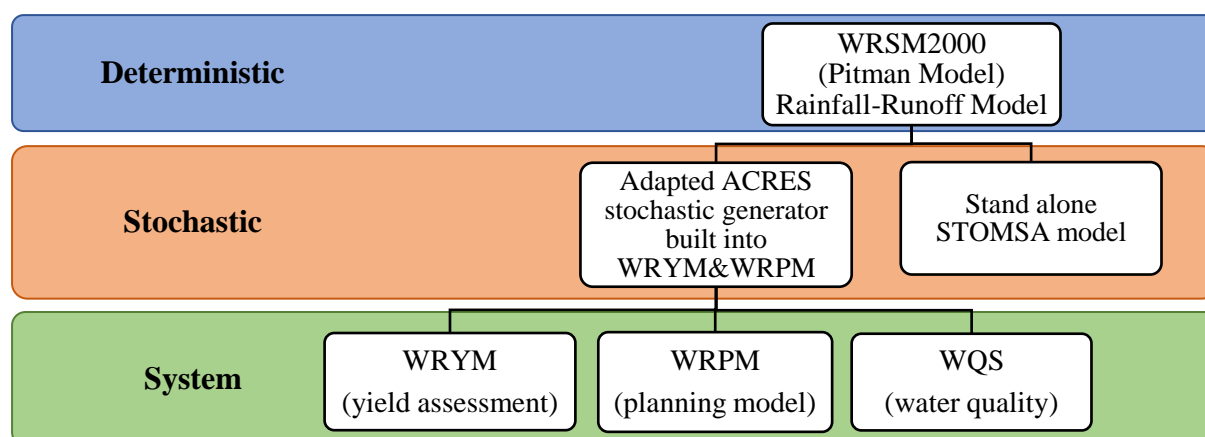 Deterministic
WRSM2000
(Pitman Model)
Rainfall-Runoff Model
Stochastic
Adapted ACRES
stochastic generator
built into
WRYM&WRPM
Stand alone
STOMSA model
System
WRYM
(yield assessment)
WRPM
(planning model)
WQS
(water quality)